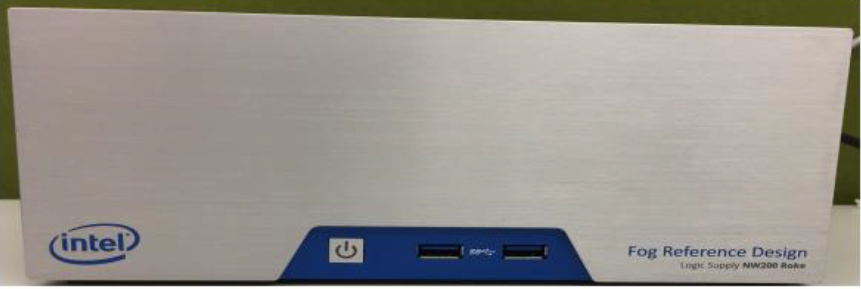 intel
Fog Reference Design
Logic Supply NW200 Roke